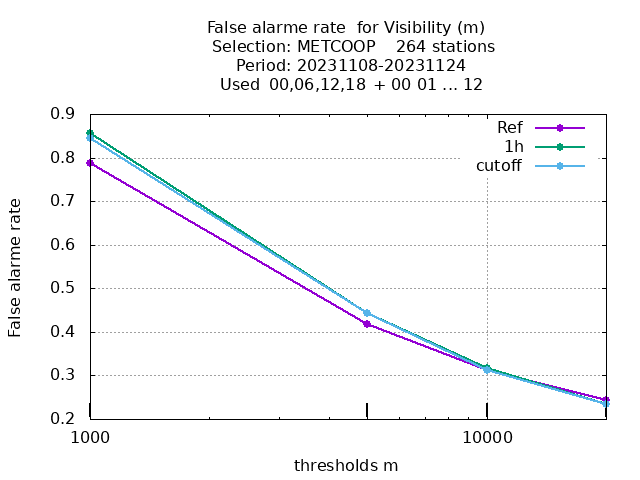 False alarme rate  for Visibility (m)
Selection: METCOOP    264 stations
Period: 20231108-20231124
Used  00,06,12,18  + 00 01 ... 12
0.9
Ref
1h
cutoff
0.8
0.7
0.6
0.5
0.4
0.3
0.2
False alarme rate
1000
10000
thresholds m